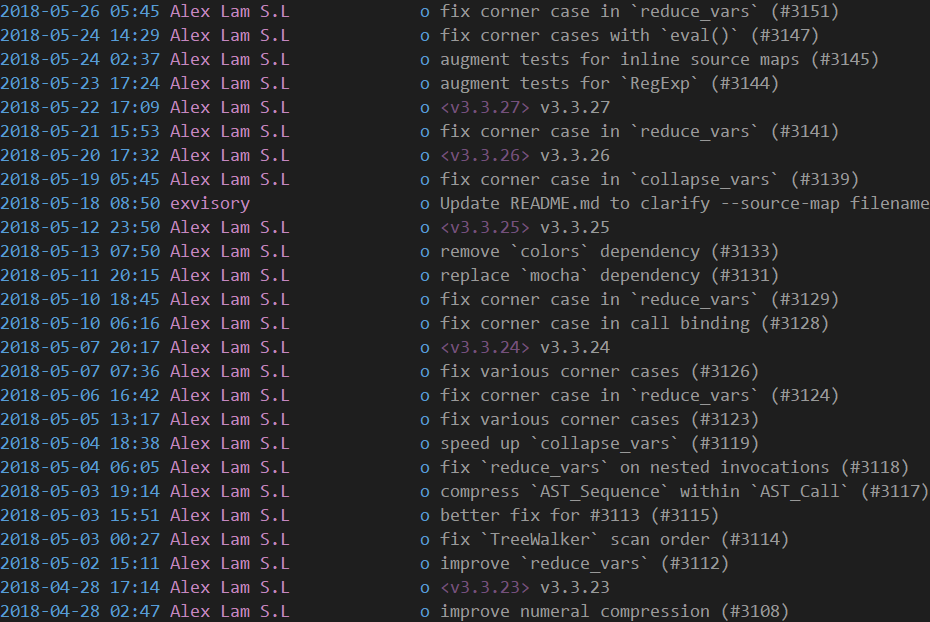 2018-05-26 05:45 Alex Lam S.L o fix corner case in `reduce_vars` (#3151)
2018-05-24 14:29 Alex Lam S.L o fix corner cases with `eval()` (#3147)
2018-05-24 02:37 Alex Lam S.L o augment tests for inline source maps (#3145)
2018-05-23 17:24 Alex Lam S.L o augment tests for `RegExp` (#3144)
2018-05-22 17:09 Alex Lam S.L o <v3.3.27> v3.3.27
2018-05-21 15:53 Alex Lam S.L o fix corner case in `reduce_vars` (#3141)
2018-05-20 17:32 Alex Lam S.L o <v3.3.26> v3.3.26
2018-05-19 05:45 Alex Lam S.L o fix corner case in `collapse_vars` (#3139)
2018-05-18 08:50 exvisory o Update README.md to clarify --source-map filename
2018-05-12 23:50 Alex Lam S.L o <v3.3.25> v3.3.25
2018-05-13 07:50 Alex Lam S.L o remove `colors` dependency (#3133)
2018-05-11 20:15 Alex Lam S.L o replace `mocha` dependency (#3131)
2018-05-10 18:45 Alex Lam S.L o fix corner case in `reduce_vars` (#3129)
2018-05-10 06:16 Alex Lam S.L o fix corner case in call binding (#3128)
2018-05-07 20:17 Alex Lam S.L o <v3.3.24> v3.3.24
2018-05-07 07:36 Alex Lam S.L o fix various corner cases (#3126)
2018-05-06 16:42 Alex Lam S.L o fix corner case in `reduce_vars` (#3124)
2018-05-05 13:17 Alex Lam S.L o fix various corner cases (#3123)
2018-05-04 18:38 Alex Lam S.L o speed up `collapse_vars` (#3119)
2018-05-04 06:05 Alex Lam S.L o fix `reduce_vars` on nested invocations (#3118)
2018-05-03 19:14 Alex Lam S.L o compress `AST_Sequence` within `AST_Call` (#3117)
2018-05-03 15:51 Alex Lam S.L o better fix for #3113 (#3115)
2018-05-03 00:27 Alex Lam S.L o fix `TreeWalker` scan order (#3114)
2018-05-02 15:11 Alex Lam S.L o improve `reduce_vars` (#3112)
2018-04-28 17:14 Alex Lam S.L o <v3.3.23> v3.3.23
2018-04-28 02:47 Alex Lam S.L o improve numeral compression (#3108)